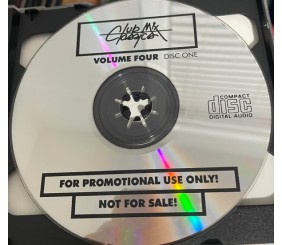 Club Mix
VOLUME FOUR DISC ONE
COMPACT
disc
DIGITAL AUDIO
FOR PROMOTIONAL USE ONLY!
NOT FOR SALE!